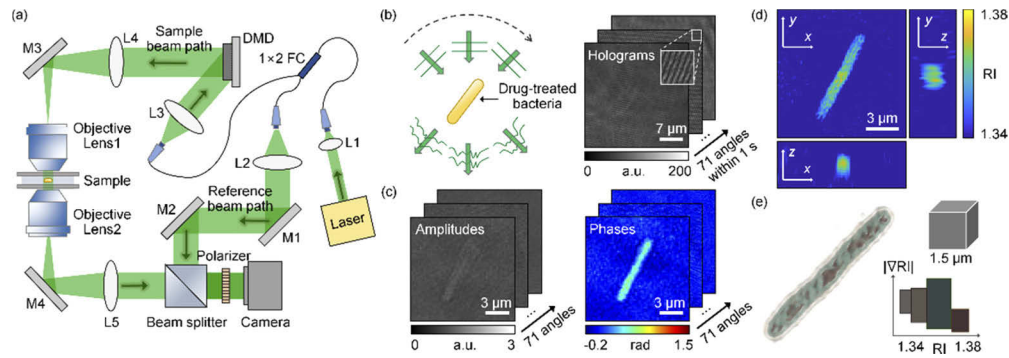 (a)
M3
L4
Sample
beam path
DMD
1×2 FC
L3
Objective
Lens1
L2
L1
Sample
Reference
beam path
M2
Laser
Objective
Lens2
M1
Polarizer
M4
L5
Beam splitter
Camera
(b)
Holograms
Drug-treated
bacteria
7 μm
0 a.u. 200
...
71 angles
within 1 s
(c)
Amplitudes
3 μm
0 a.u. 3
...
71 angles
Phases
3 μm
-0.2 rad 1.5
...
71 angles
(d)
y
x
3 μm
y
z
z
x
1.38
RI
1.34
(e)
1.5 μm
|∇RI|
1.34 RI 1.38